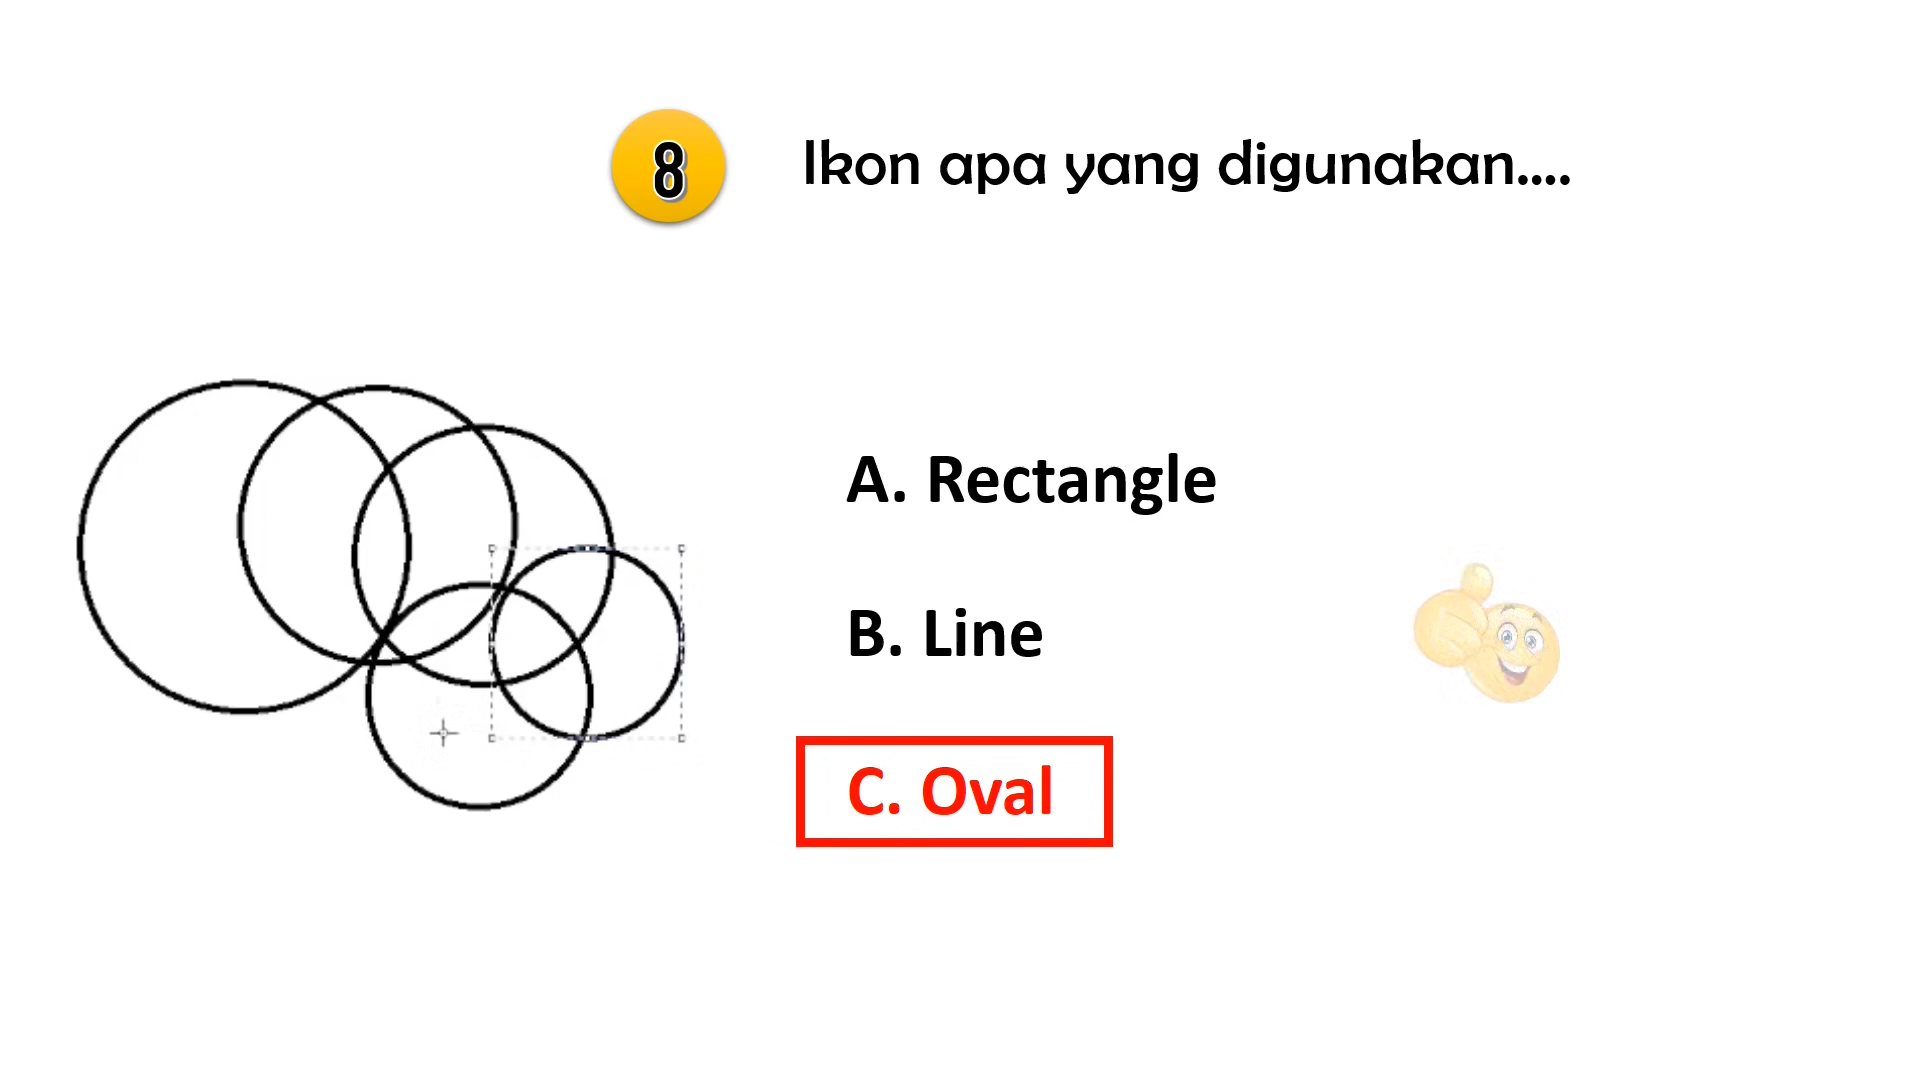 8
Ikon apa yang digunakan....
A. Rectangle
B. Line
C. Oval